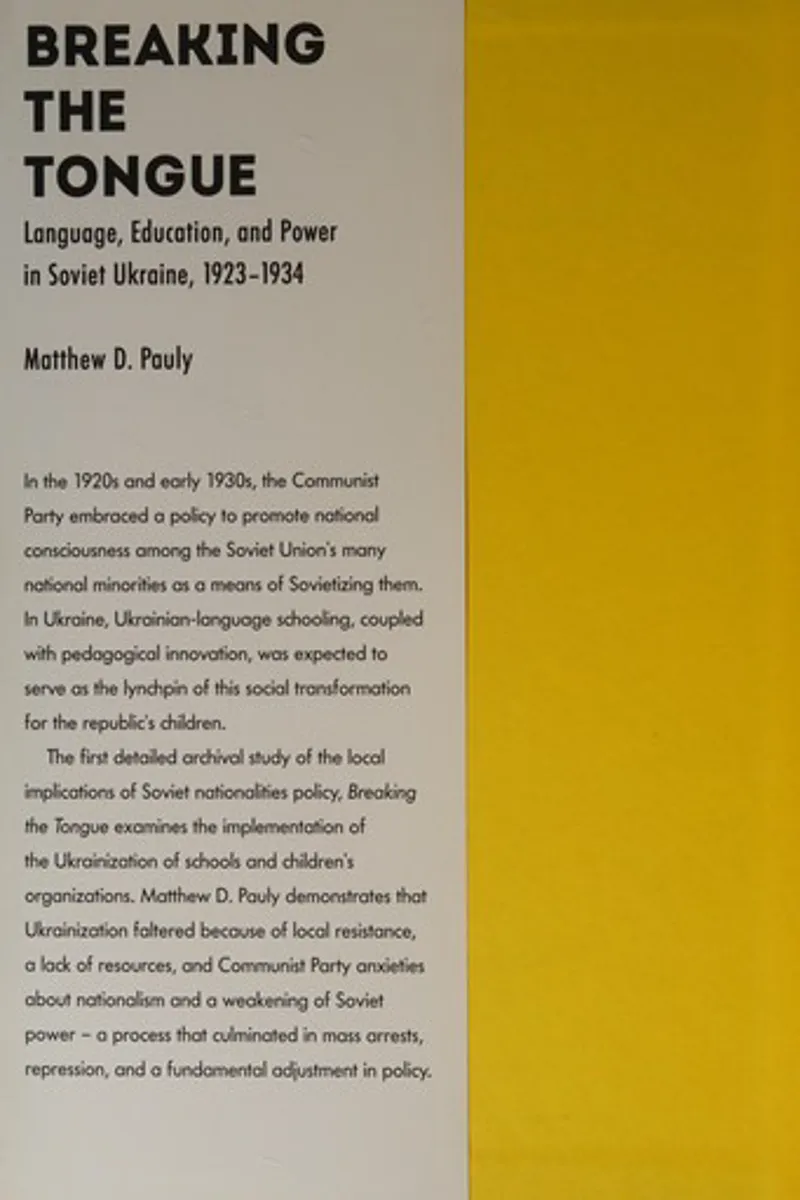 BREAKING
THE
TONGUE
Language, Education, and Power
in Soviet Ukraine, 1923–1934
Matthew D. Pauly
In the 1920s and early 1930s, the Communist
Party embraced a policy to promote national
consciousness among the Soviet Union's many
national minorities as a means of Sovietizing them.
In Ukraine, Ukrainian-language schooling, coupled
with pedagogical innovation, was expected to
serve as the lynchpin of this social transformation
for the republic's children.
The first detailed archival study of the local
implications of Soviet nationalities policy, Breaking
the Tongue examines the implementation of
the Ukrainization of schools and children's
organizations. Matthew D. Pauly demonstrates that
Ukrainization faltered because of local resistance,
a lack of resources, and Communist Party anxieties
about nationalism and a weakening of Soviet
power – a process that culminated in mass arrests,
repression, and a fundamental adjustment in policy.